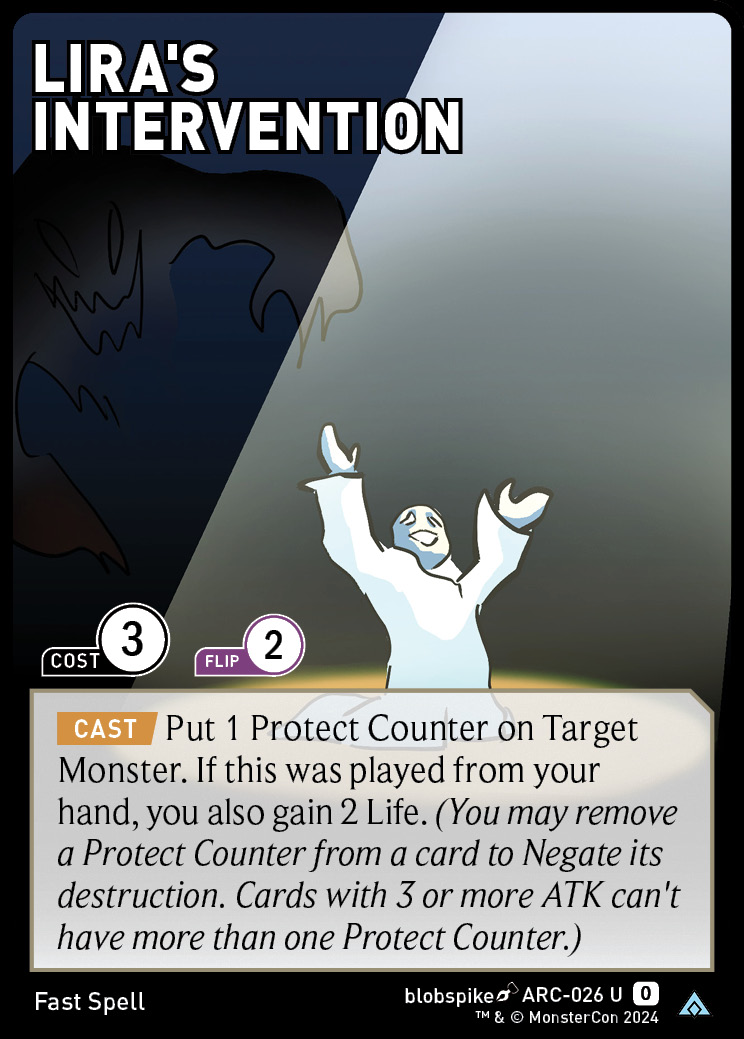 LIRA'S
INTERVENTION
COST 3 FLIP 2
CAST Put 1 Protect Counter on Target
Monster. If this was played from your
hand, you also gain 2 Life. (You may remove
a Protect Counter from a card to Negate its
destruction. Cards with 3 or more ATK can't
have more than one Protect Counter.)
Fast Spell
blobspike ARC-026 U 0
™ & © MonsterCon 2024